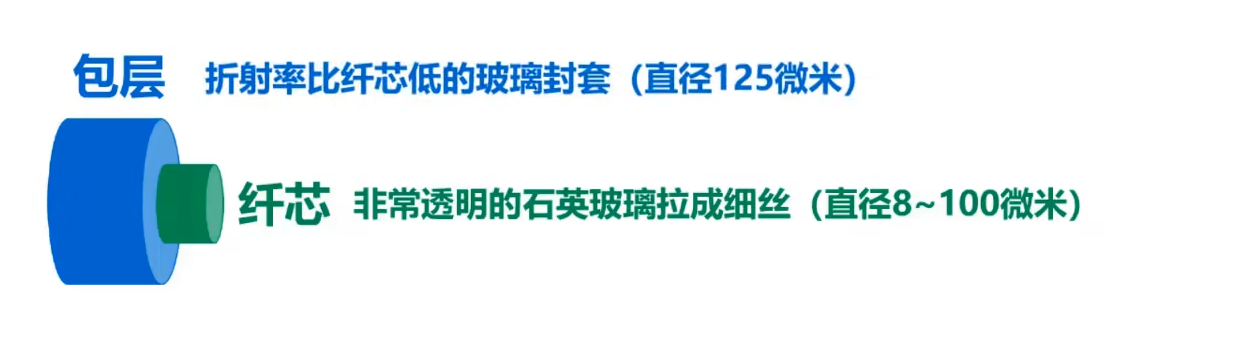 包层 折射率比纤芯低的玻璃封套（直径125微米）
纤芯 非常透明的石英玻璃拉成细丝（直径8~100微米）